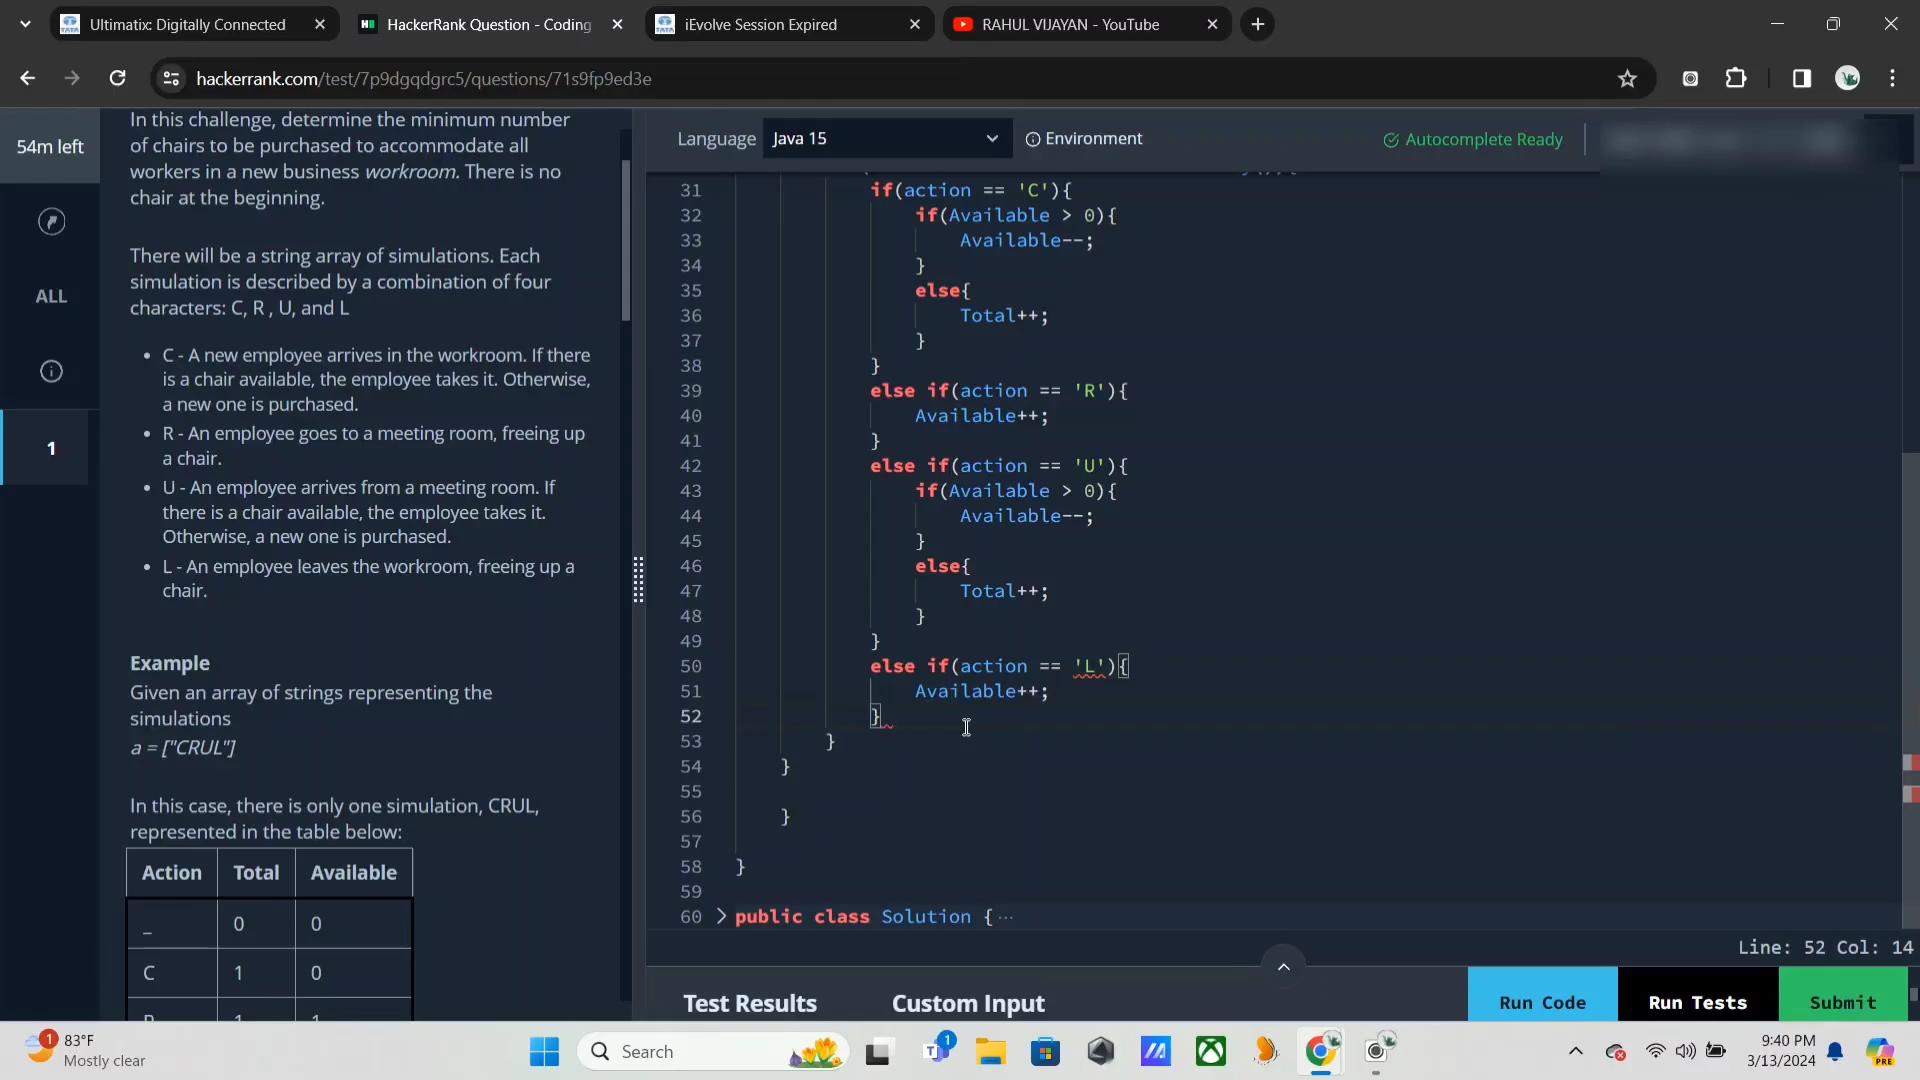 Ultimatix: Digitally Connected
HackerRank Question - Coding
iEvolve Session Expired
RAHUL VIJAYAN - YouTube
hackerrank.com/test/7p9dgqdgrc5/questions/71s9fp9ed3e
54m left
ALL
1
In this challenge, determine the minimum number
of chairs to be purchased to accommodate all
workers in a new business workroom. There is no
chair at the beginning.
There will be a string array of simulations. Each
simulation is described by a combination of four
characters: C, R , U, and L
• C - A new employee arrives in the workroom. If there
is a chair available, the employee takes it. Otherwise,
a new one is purchased.
• R - An employee goes to a meeting room, freeing up
a chair.
• U - An employee arrives from a meeting room. If
there is a chair available, the employee takes it.
Otherwise, a new one is purchased.
• L - An employee leaves the workroom, freeing up a
chair.
Example
Given an array of strings representing the
simulations
a = ["CRUL"]
In this case, there is only one simulation, CRUL,
represented in the table below:
Action Total Available
_ 0 0
C 1 0
R 1 1
Language Java 15 Environment Autocomplete Ready
31 if(action == 'C'){
32 if(Available > 0){
33 Available--;
34 }
35 else{
36 Total++;
37 }
38 }
39 else if(action == 'R'){
40 Available++;
41 }
42 else if(action == 'U'){
43 if(Available > 0){
44 Available--;
45 }
46 else{
47 Total++;
48 }
49 }
50 else if(action == 'L'){
51 Available++;
52 }
53 }
54 }
55
56 }
57
58 }
59
60 public class Solution { ···
Line: 52 Col: 14
Test Results Custom Input Run Code Run Tests Submit
1
83°F
Mostly clear
Search
1
PRE
9:40 PM
3/13/2024